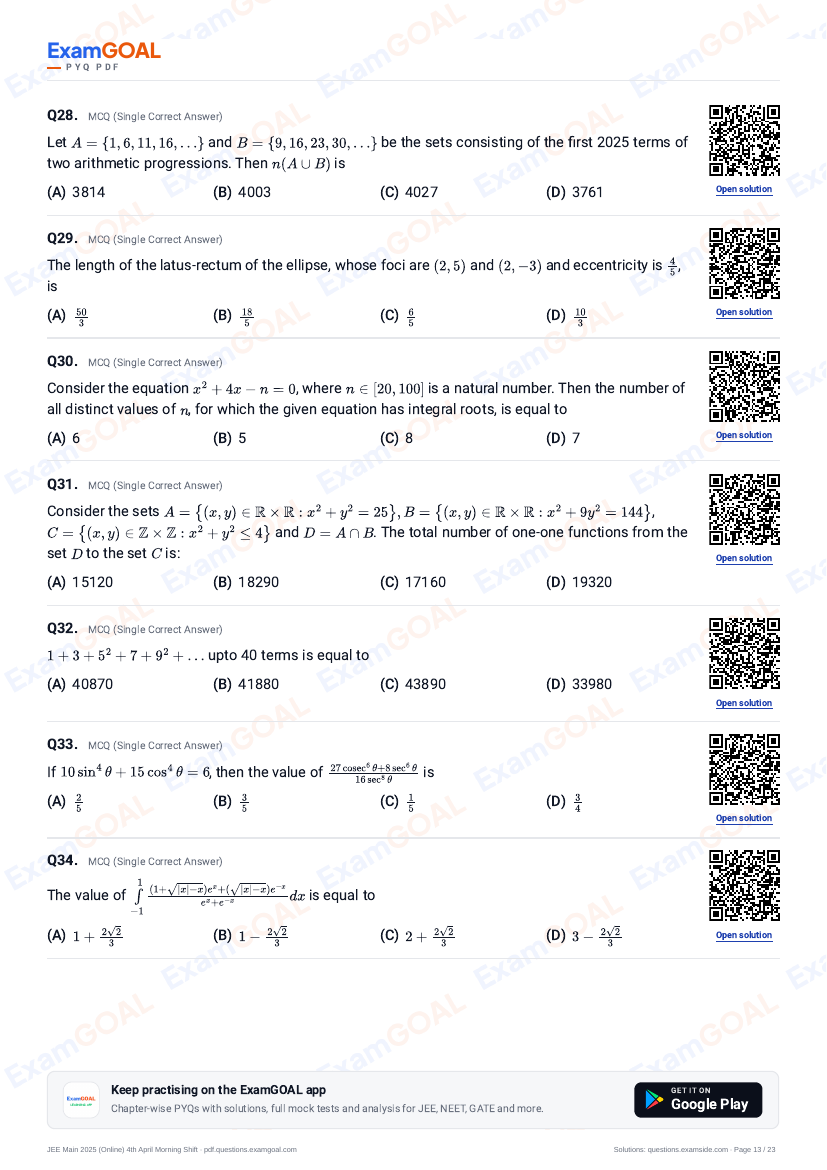 ExamGOAL
PYQ PDF
Q28. MCQ (Single Correct Answer)
Let A = {1, 6, 11, 16, …} and B = {9, 16, 23, 30, …} be the sets consisting of the first 2025 terms of
two arithmetic progressions. Then n(A ∪ B) is
(A) 3814 (B) 4003 (C) 4027 (D) 3761
Open solution
Q29. MCQ (Single Correct Answer)
The length of the latus-rectum of the ellipse, whose foci are (2, 5) and (2, −3) and eccentricity is 4/5,
is
(A) 50/3 (B) 18/5 (C) 6/5 (D) 10/3
Open solution
Q30. MCQ (Single Correct Answer)
Consider the equation x² + 4x − n = 0, where n ∈ [20, 100] is a natural number. Then the number of
all distinct values of n, for which the given equation has integral roots, is equal to
(A) 6 (B) 5 (C) 8 (D) 7
Open solution
Q31. MCQ (Single Correct Answer)
Consider the sets A = {(x, y) ∈ ℝ × ℝ : x² + y² = 25}, B = {(x, y) ∈ ℝ × ℝ : x² + 9y² = 144},
C = {(x, y) ∈ ℤ × ℤ : x² + y² ≤ 4} and D = A ∩ B. The total number of one-one functions from the
set D to the set C is:
(A) 15120 (B) 18290 (C) 17160 (D) 19320
Open solution
Q32. MCQ (Single Correct Answer)
1 + 3 + 5² + 7 + 9² + … upto 40 terms is equal to
(A) 40870 (B) 41880 (C) 43890 (D) 33980
Open solution
Q33. MCQ (Single Correct Answer)
If 10 sin⁴ θ + 15 cos⁴ θ = 6, then the value of (27 cosec⁶ θ + 8 sec⁶ θ)/(16 sec⁸ θ) is
(A) 2/5 (B) 3/5 (C) 1/5 (D) 3/4
Open solution
Q34. MCQ (Single Correct Answer)
The value of ∫₋₁¹ ((1+√(|x|−x))eˣ+(√(|x|−x))e⁻ˣ)/(eˣ+e⁻ˣ) dx is equal to
(A) 1 + 2√2/3 (B) 1 − 2√2/3 (C) 2 + 2√2/3 (D) 3 − 2√2/3
Open solution
Keep practising on the ExamGOAL app
Chapter-wise PYQs with solutions, full mock tests and analysis for JEE, NEET, GATE and more.
GET IT ON
Google Play
JEE Main 2025 (Online) 4th April Morning Shift · pdf.questions.examgoal.com Solutions: questions.examside.com · Page 13 / 23